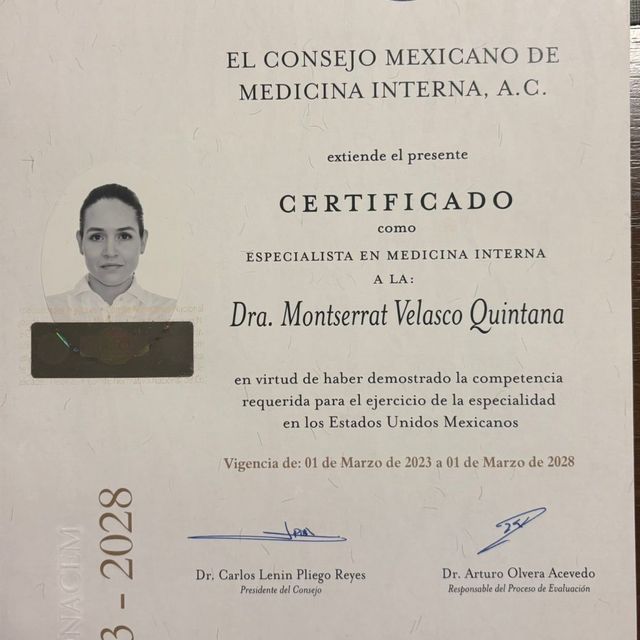 EL CONSEJO MEXICANO DE
MEDICINA INTERNA, A.C.
extiende el presente
CERTIFICADO
como
ESPECIALISTA EN MEDICINA INTERNA
A LA:
Dra. Montserrat Velasco Quintana
en virtud de haber demostrado la competencia
requerida para el ejercicio de la especialidad
en los Estados Unidos Mexicanos
Vigencia de: 01 de Marzo de 2023 a 01 de Marzo de 2028
Dr. Carlos Lenin Pliego Reyes
Presidente del Consejo
Dr. Arturo Olvera Acevedo
Responsable del Proceso de Evaluación
NACEM
3 - 2028